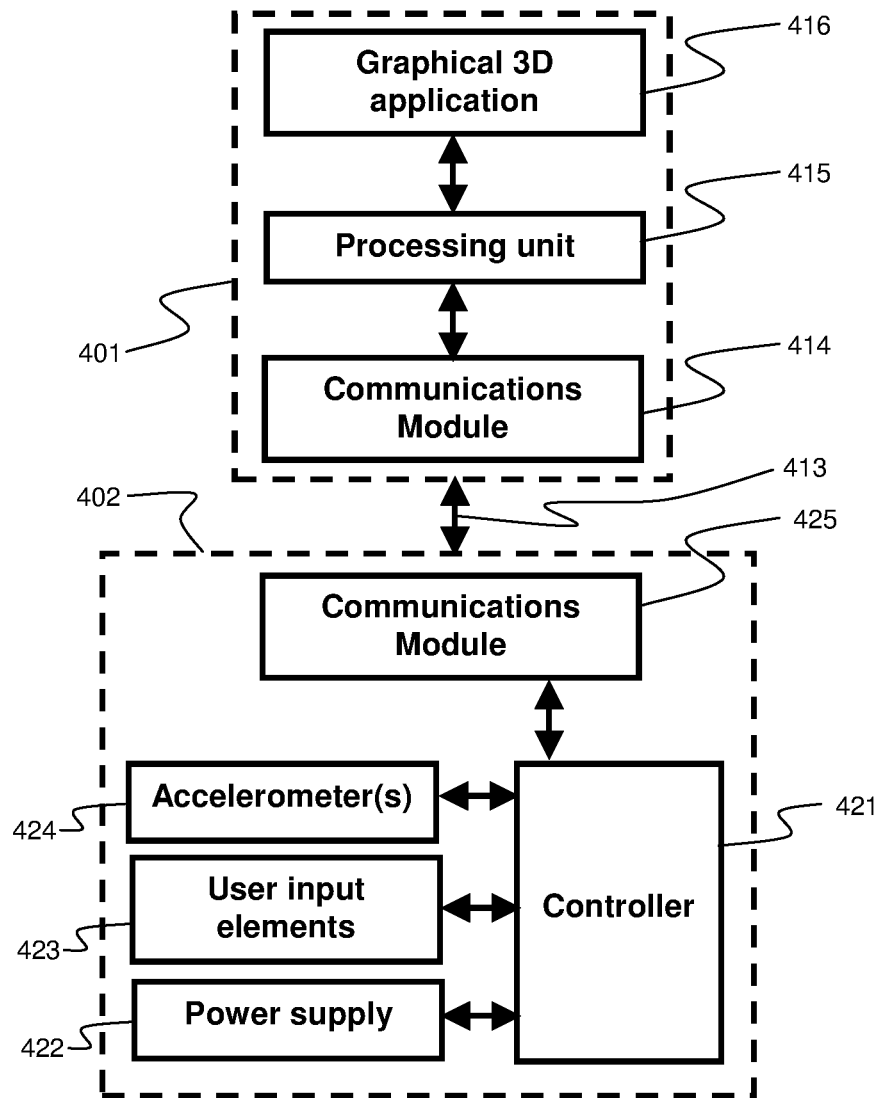 416
Graphical 3D
application
415
Processing unit
401
414
Communications
Module
413
402
425
Communications
Module
Accelerometer(s)
424
421
User input
elements
Controller
423
Power supply
422